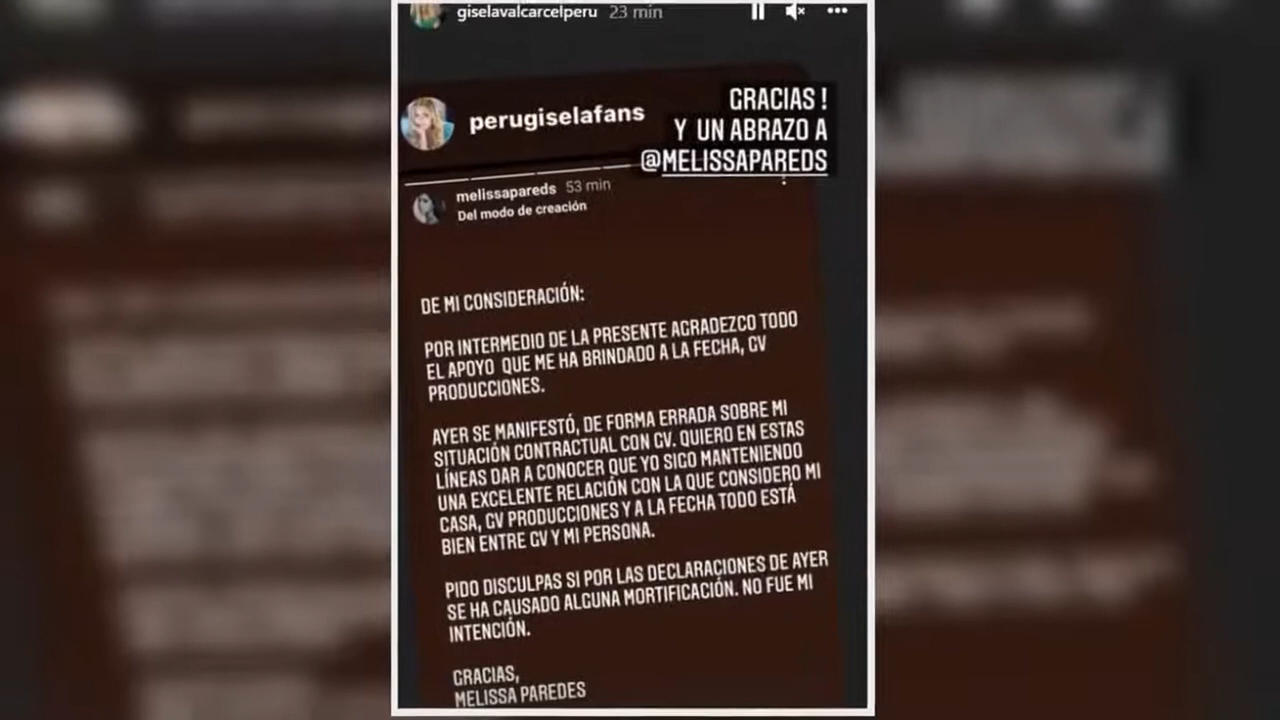 giselavalcarcelperu 23 min
perugiselafans
GRACIAS !
Y UN ABRAZO A
@MELISSAPAREDS
melissapareds 53 min
Del modo de creación
DE MI CONSIDERACIÓN:
POR INTERMEDIO DE LA PRESENTE AGRADEZCO TODO
EL APOYO QUE ME HA BRINDADO A LA FECHA, GV
PRODUCCIONES.
AYER SE MANIFESTÓ, DE FORMA ERRADA SOBRE MI
SITUACIÓN CONTRACTUAL CON GV. QUIERO EN ESTAS
LÍNEAS DAR A CONOCER QUE YO SIGO MANTENIENDO
UNA EXCELENTE RELACIÓN CON LA QUE CONSIDERO MI
CASA, GV PRODUCCIONES Y A LA FECHA TODO ESTÁ
BIEN ENTRE GV Y MI PERSONA.
PIDO DISCULPAS SI POR LAS DECLARACIONES DE AYER
SE HA CAUSADO ALGUNA MORTIFICACIÓN. NO FUE MI
INTENCIÓN.
GRACIAS,
MELISSA PAREDES